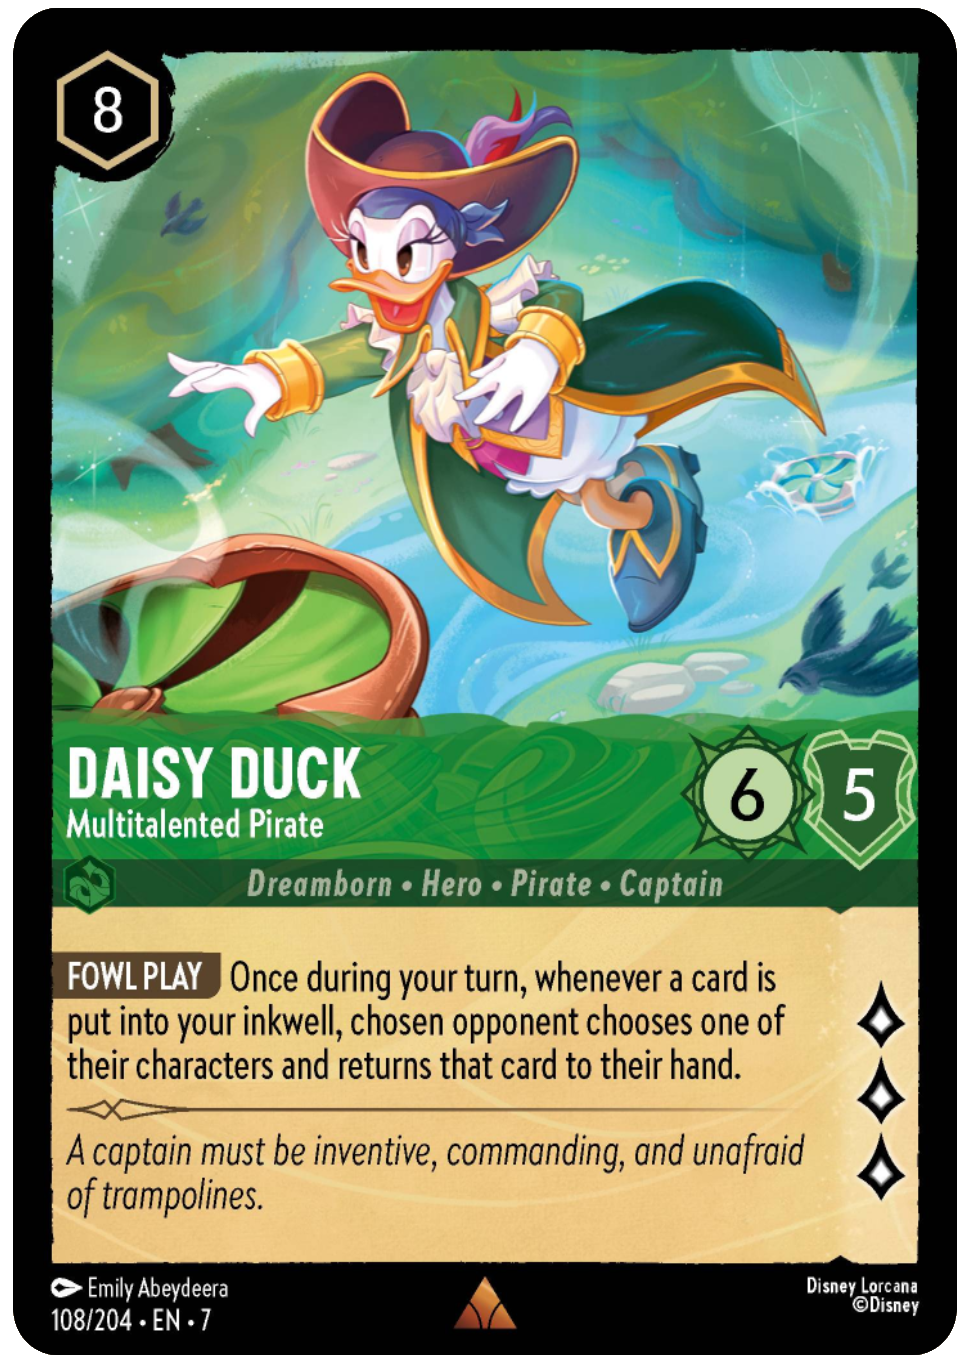 8
DAISY DUCK
Multitalented Pirate
6
5
Dreamborn • Hero • Pirate • Captain
FOWL PLAY Once during your turn, whenever a card is
put into your inkwell, chosen opponent chooses one of
their characters and returns that card to their hand.
A captain must be inventive, commanding, and unafraid
of trampolines.
Emily Abeydeera
108/204 • EN • 7
Disney Lorcana
©Disney